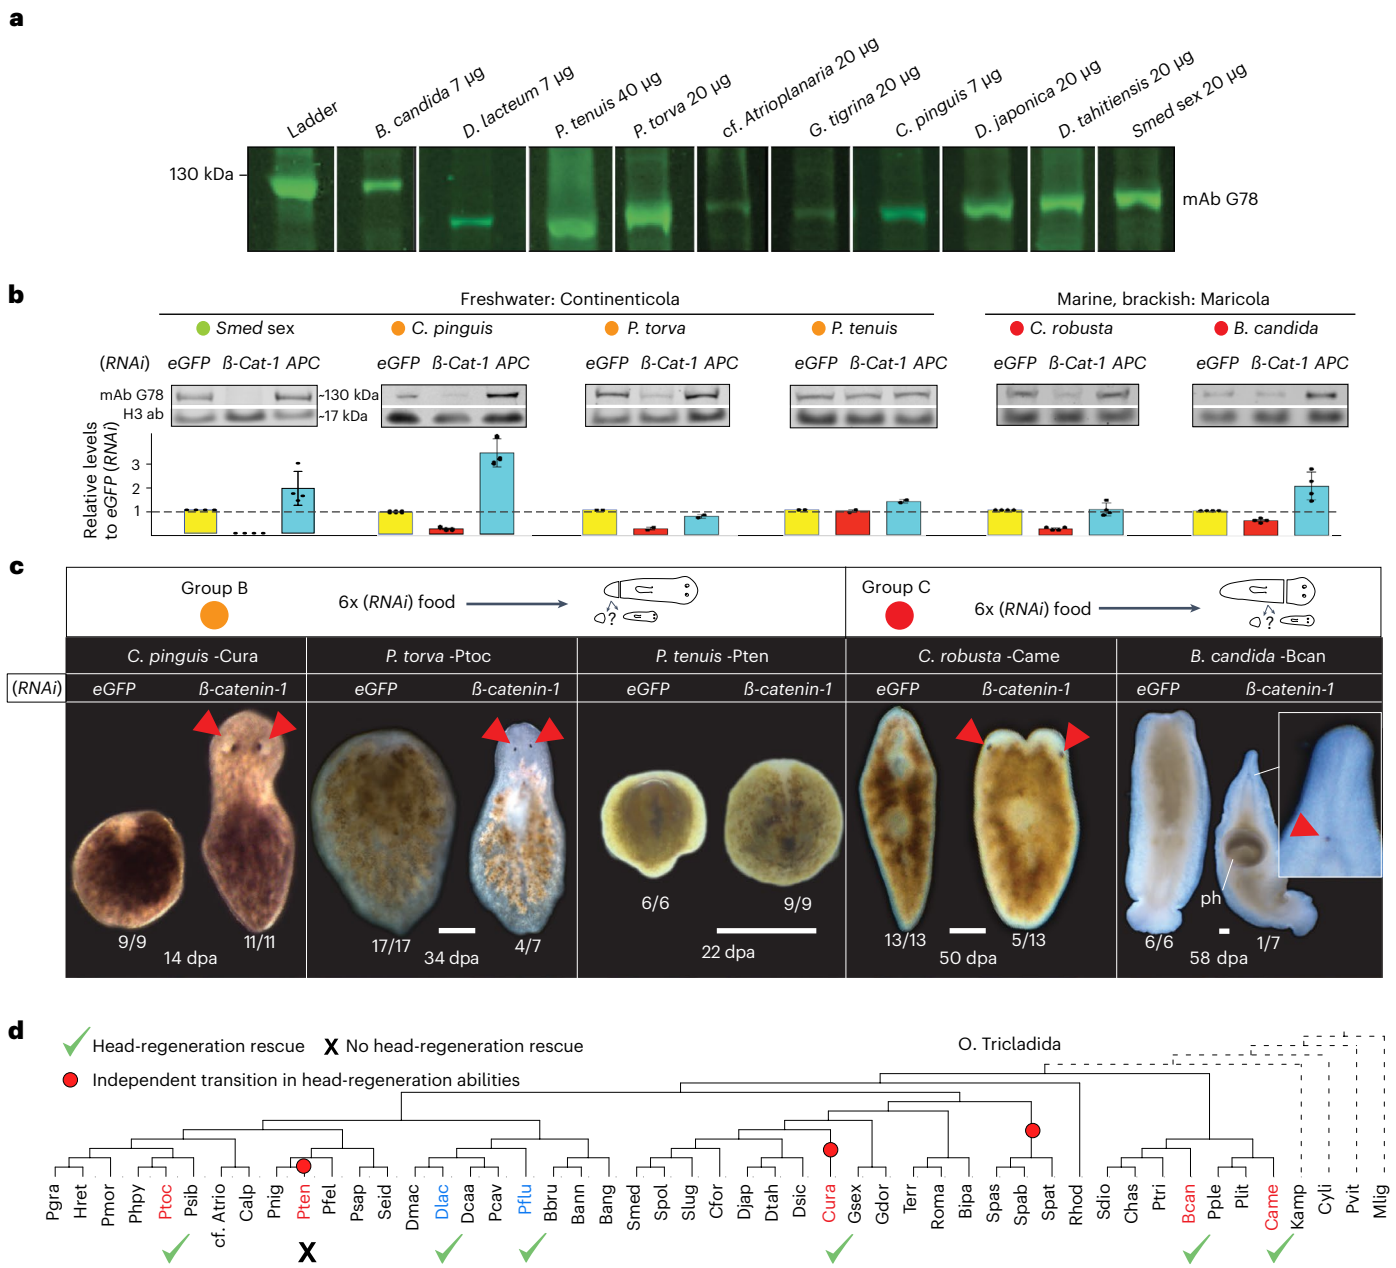 a
Ladder
B. candida 7 µg
D. lacteum 7 µg
P. tenuis 40 µg
P. torva 20 µg
cf. Atrioplanaria 20 µg
G. tigrina 20 µg
C. pinguis 7 µg
D. japonica 20 µg
D. tahitiensis 20 µg
Smed sex 20 µg
130 kDa
mAb G78
b
Freshwater: Continenticola
Marine, brackish: Maricola
Smed sex
C. pinguis
P. torva
P. tenuis
C. robusta
B. candida
(RNAi) eGFP ß-Cat-1 APC eGFP ß-Cat-1 APC eGFP ß-Cat-1 APC eGFP ß-Cat-1 APC eGFP ß-Cat-1 APC eGFP ß-Cat-1 APC
mAb G78 ~130 kDa
H3 ab ~17 kDa
Relative levels
to eGFP (RNAi)
3
2
1
c
Group B
6x (RNAi) food
?
Group C
6x (RNAi) food
?
C. pinguis -Cura
P. torva -Ptoc
P. tenuis -Pten
C. robusta -Came
B. candida -Bcan
(RNAi) eGFP ß-catenin-1 eGFP ß-catenin-1 eGFP ß-catenin-1 eGFP ß-catenin-1 eGFP ß-catenin-1
ph
9/9 11/11
14 dpa
17/17 4/7
34 dpa
6/6 9/9
22 dpa
13/13 5/13
50 dpa
6/6 1/7
58 dpa
d
Head-regeneration rescue X No head-regeneration rescue
Independent transition in head-regeneration abilities
O. Tricladida
Pgra
Hret
Pmor
Phpy
Ptoc
Psib
cf. Atrio
Calp
Pnig
Pten
Pfel
Psap
Seid
Dmac
Dlac
Dcaa
Pcav
Pflu
Bbru
Bann
Bang
Smed
Spol
Slug
Cfor
Djap
Dtah
Dsic
Cura
Gsex
Gdor
Terr
Roma
Bipa
Spas
Spab
Spat
Rhod
Sdio
Chas
Ptri
Bcan
Pple
Plit
Came
Kamp
Cyli
Pvit
Mlig
X